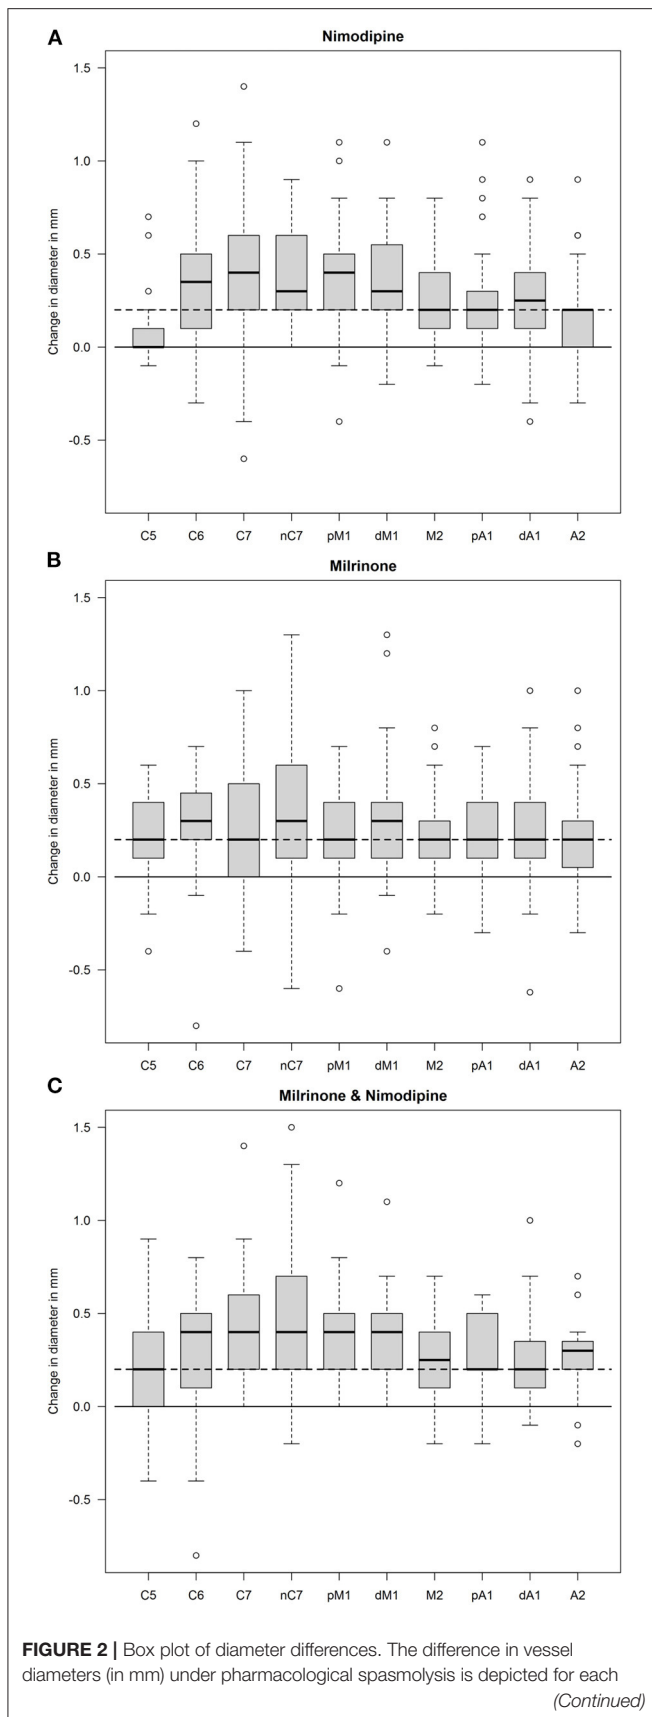 A
Nimodipine
Change in diameter in mm
1.5
1.0
0.5
0.0
-0.5
C5 C6 C7 nC7 pM1 dM1 M2 pA1 dA1 A2
B
Milrinone
Change in diameter in mm
1.5
1.0
0.5
0.0
-0.5
C5 C6 C7 nC7 pM1 dM1 M2 pA1 dA1 A2
C
Milrinone & Nimodipine
Change in diameter in mm
1.5
1.0
0.5
0.0
-0.5
C5 C6 C7 nC7 pM1 dM1 M2 pA1 dA1 A2
FIGURE 2 | Box plot of diameter differences. The difference in vessel
diameters (in mm) under pharmacological spasmolysis is depicted for each
(Continued)